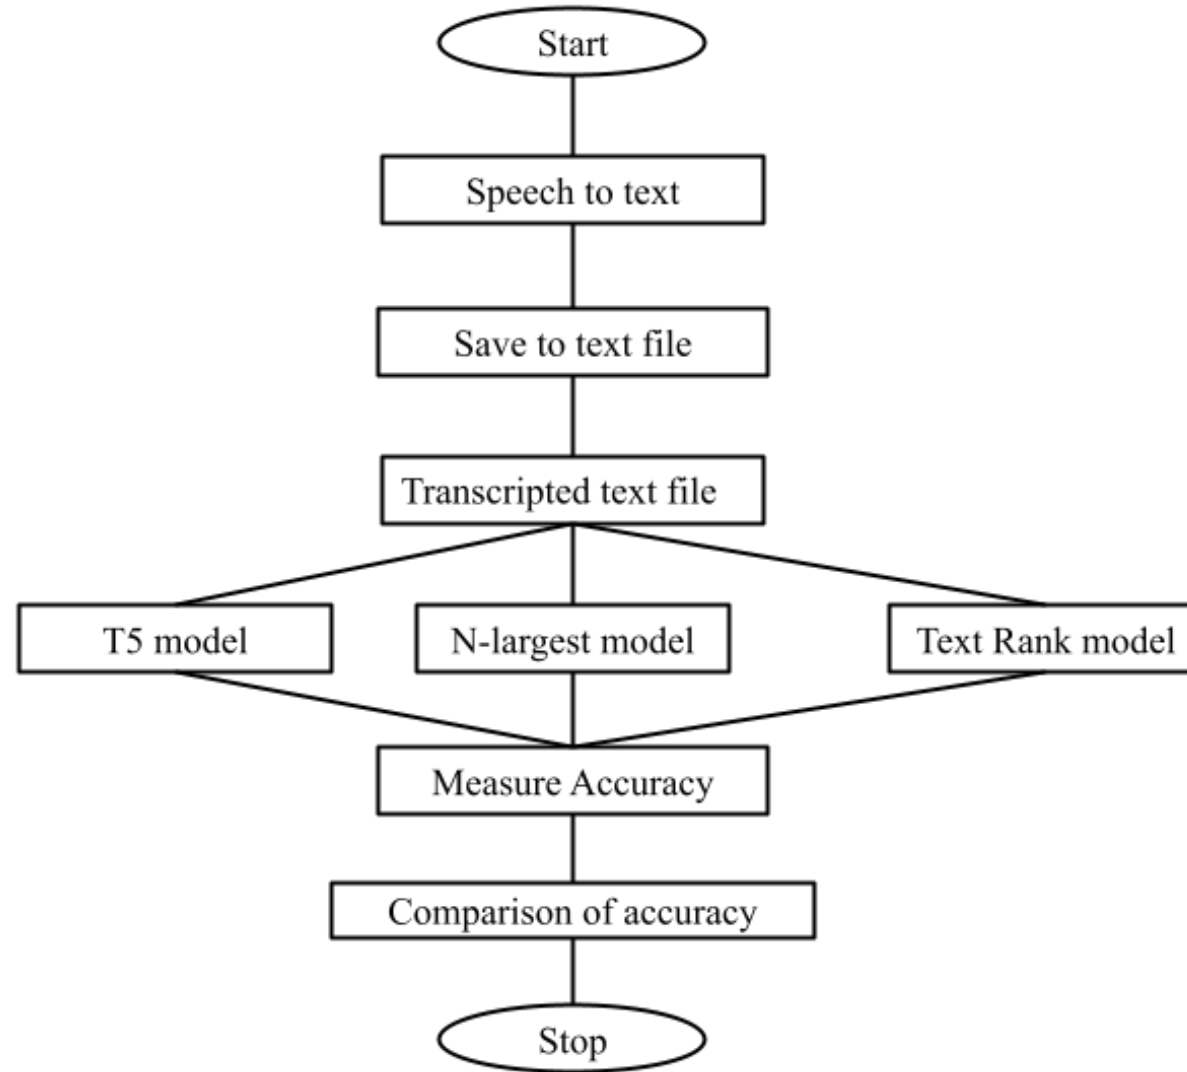 Start
Speech to text
Save to text file
Transcripted text file
T5 model
N-largest model
Text Rank model
Measure Accuracy
Comparison of accuracy
Stop